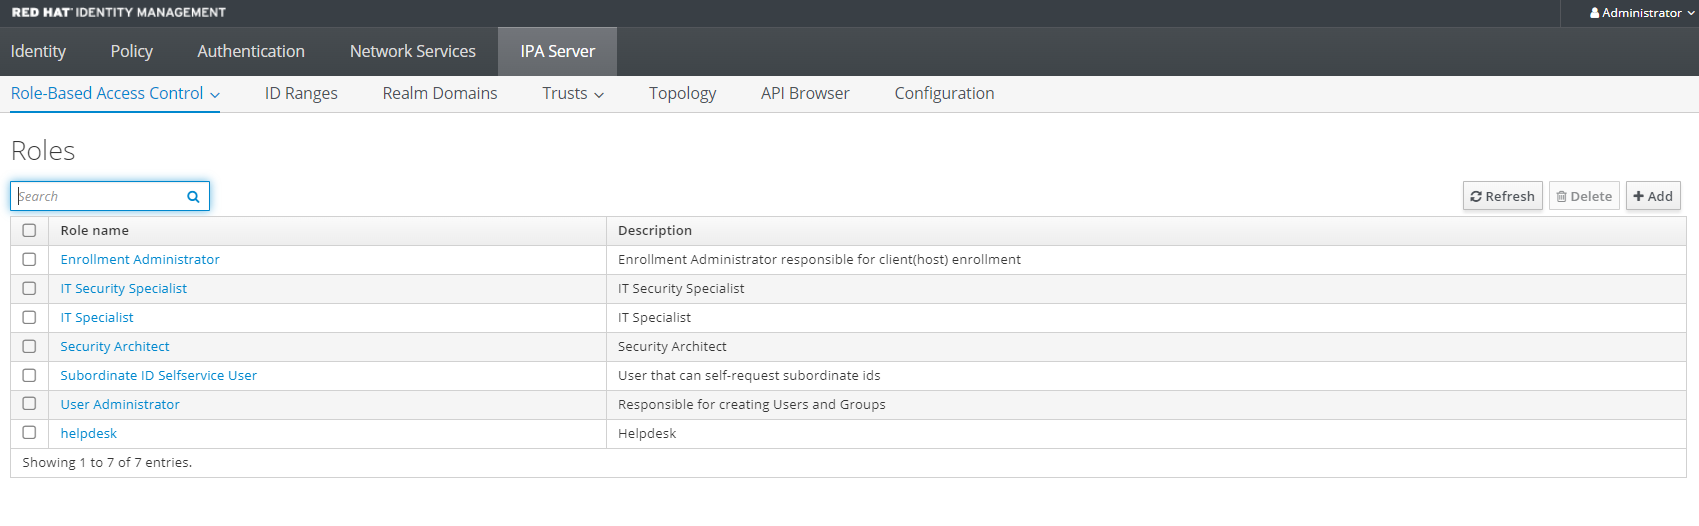 RED HAT IDENTITY MANAGEMENT Administrator
Identity Policy Authentication Network Services IPA Server
Role-Based Access Control ID Ranges Realm Domains Trusts Topology API Browser Configuration
Roles
Search Refresh Delete Add
Role name Description
Enrollment Administrator Enrollment Administrator responsible for client(host) enrollment
IT Security Specialist IT Security Specialist
IT Specialist IT Specialist
Security Architect Security Architect
Subordinate ID Selfservice User User that can self-request subordinate ids
User Administrator Responsible for creating Users and Groups
helpdesk Helpdesk
Showing 1 to 7 of 7 entries.